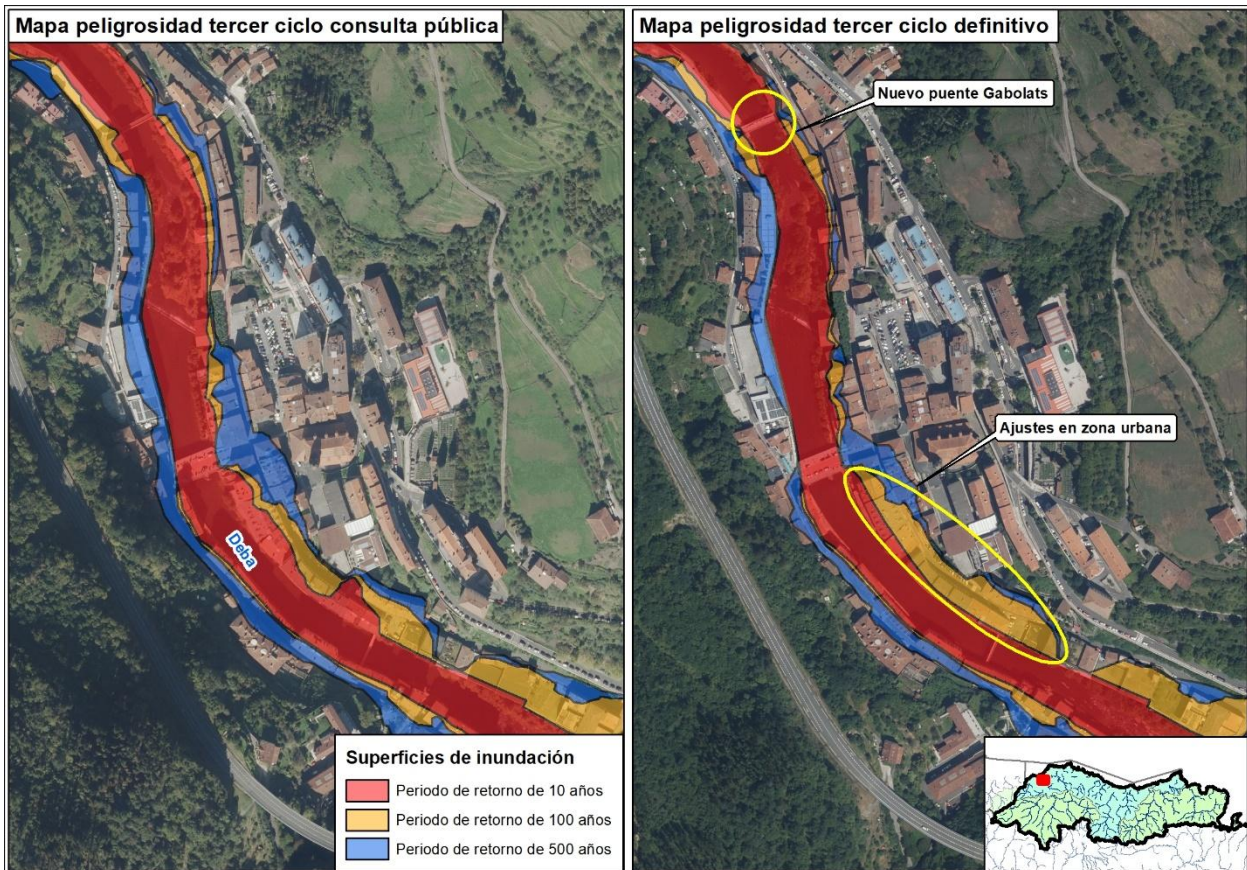 Mapa peligrosidad tercer ciclo consulta pública
Deba
Superficies de inundación
Periodo de retorno de 10 años
Periodo de retorno de 100 años
Periodo de retorno de 500 años
Mapa peligrosidad tercer ciclo definitivo
Nuevo puente Gabolats
Ajustes en zona urbana